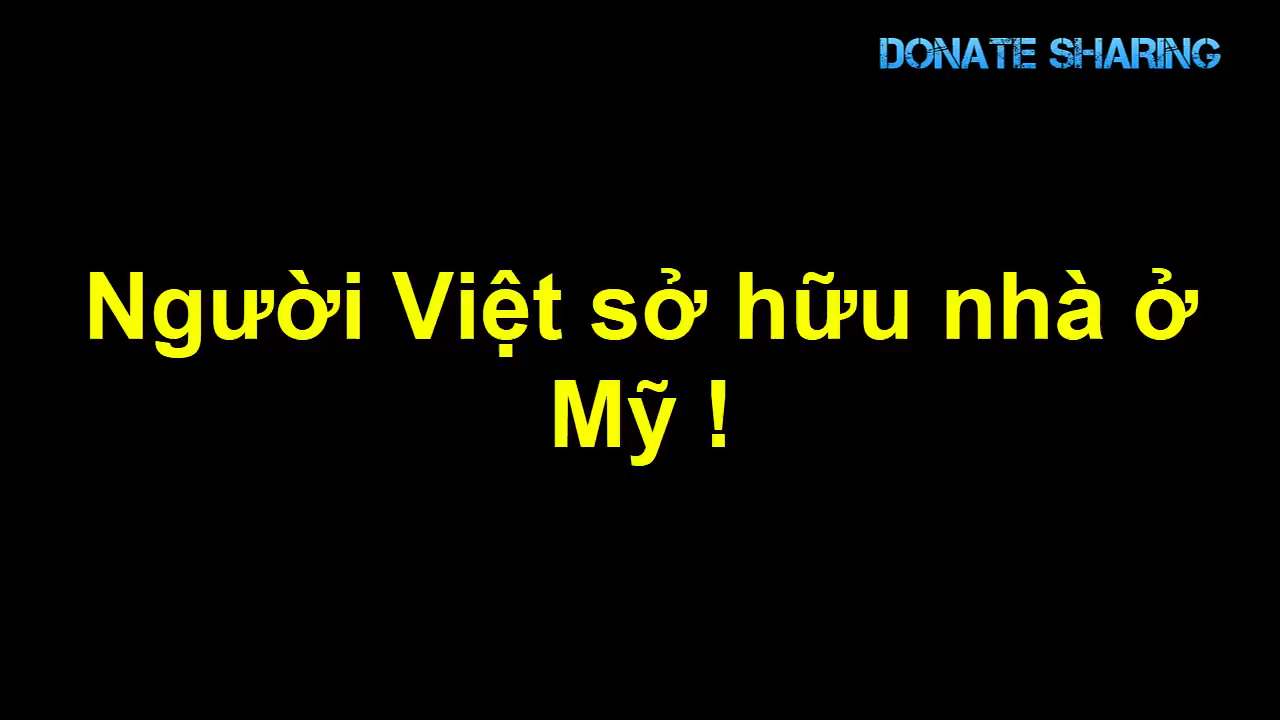 DONATE SHARING
Người Việt sở hữu nhà ở
Mỹ !